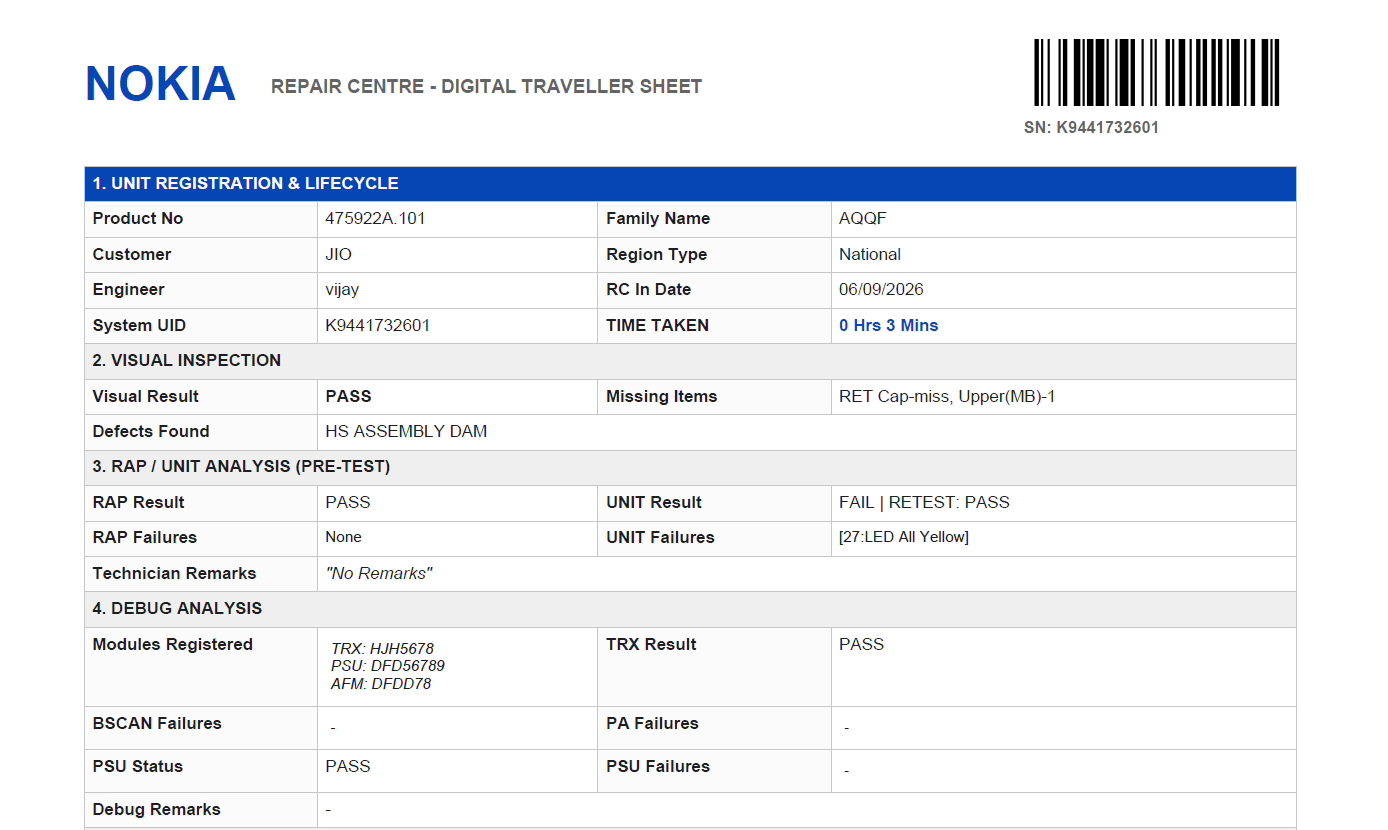 NOKIA REPAIR CENTRE - DIGITAL TRAVELLER SHEET
SN: K9441732601
1. UNIT REGISTRATION & LIFECYCLE
Product No 475922A.101 Family Name AQQF
Customer JIO Region Type National
Engineer vijay RC In Date 06/09/2026
System UID K9441732601 TIME TAKEN 0 Hrs 3 Mins
2. VISUAL INSPECTION
Visual Result PASS Missing Items RET Cap-miss, Upper(MB)-1
Defects Found HS ASSEMBLY DAM
3. RAP / UNIT ANALYSIS (PRE-TEST)
RAP Result PASS UNIT Result FAIL | RETEST: PASS
RAP Failures None UNIT Failures [27:LED All Yellow]
Technician Remarks "No Remarks"
4. DEBUG ANALYSIS
Modules Registered TRX: HJH5678 TRX Result PASS
PSU: DFD56789
AFM: DFDD78
BSCAN Failures - PA Failures -
PSU Status PASS PSU Failures -
Debug Remarks -